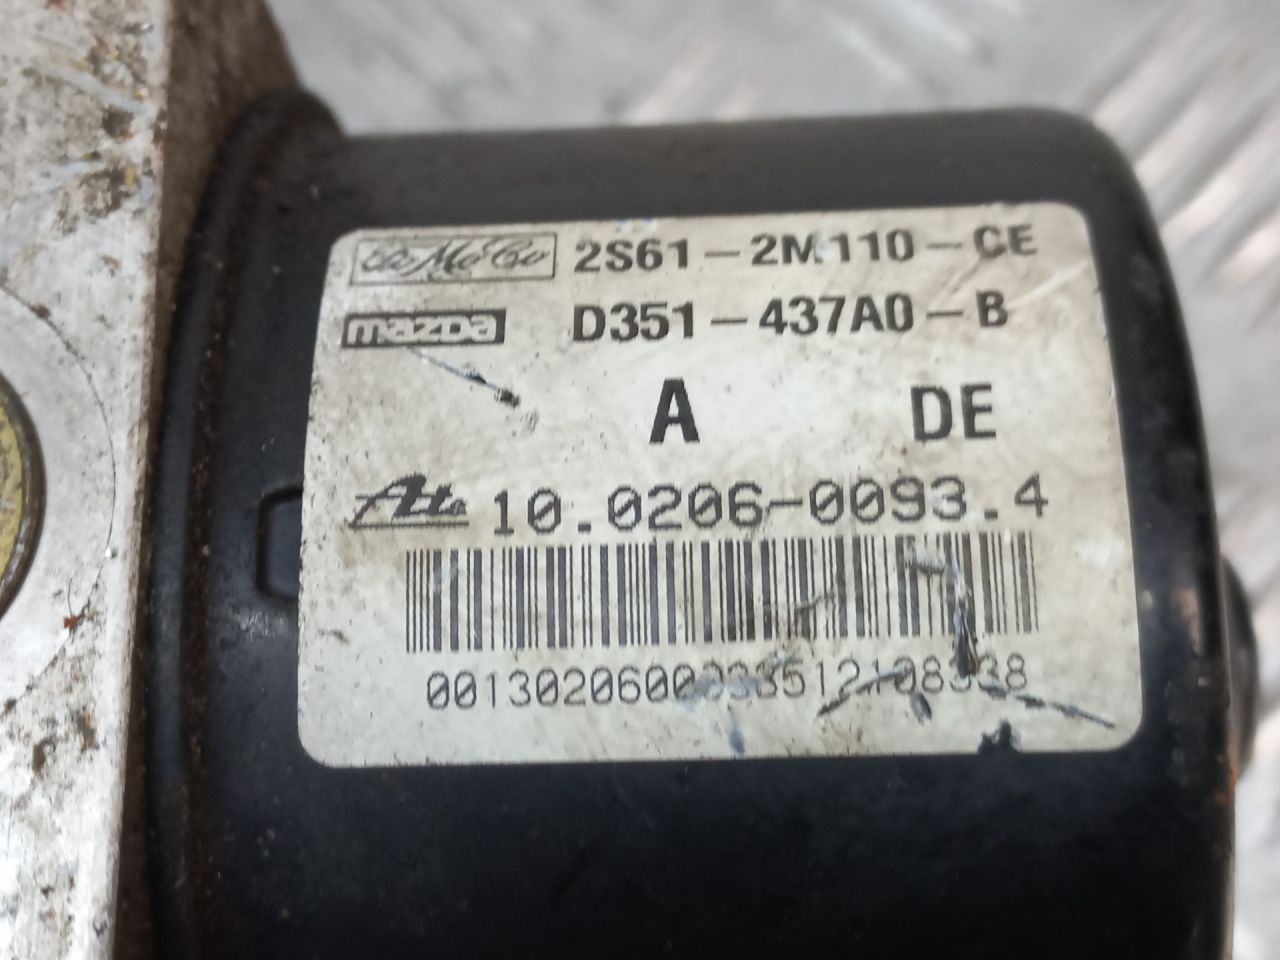 FoMoCo 2S61-2M110-CE
mazda D351-437A0-B
A DE
Ate 10.0206-0093.4